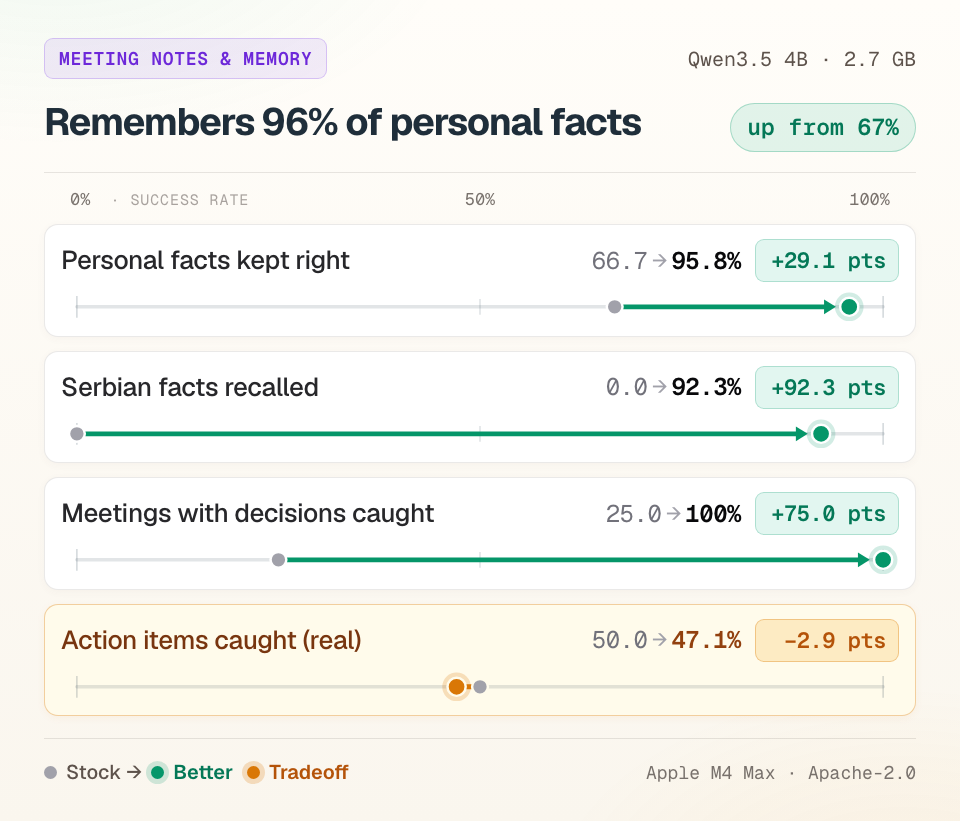 MEETING NOTES & MEMORY
Qwen3.5 4B · 2.7 GB
Remembers 96% of personal facts
up from 67%
0% · SUCCESS RATE 50% 100%
Personal facts kept right 66.7→95.8% +29.1 pts
Serbian facts recalled 0.0→92.3% +92.3 pts
Meetings with decisions caught 25.0→100% +75.0 pts
Action items caught (real) 50.0→47.1% −2.9 pts
Stock → Better Tradeoff
Apple M4 Max · Apache-2.0